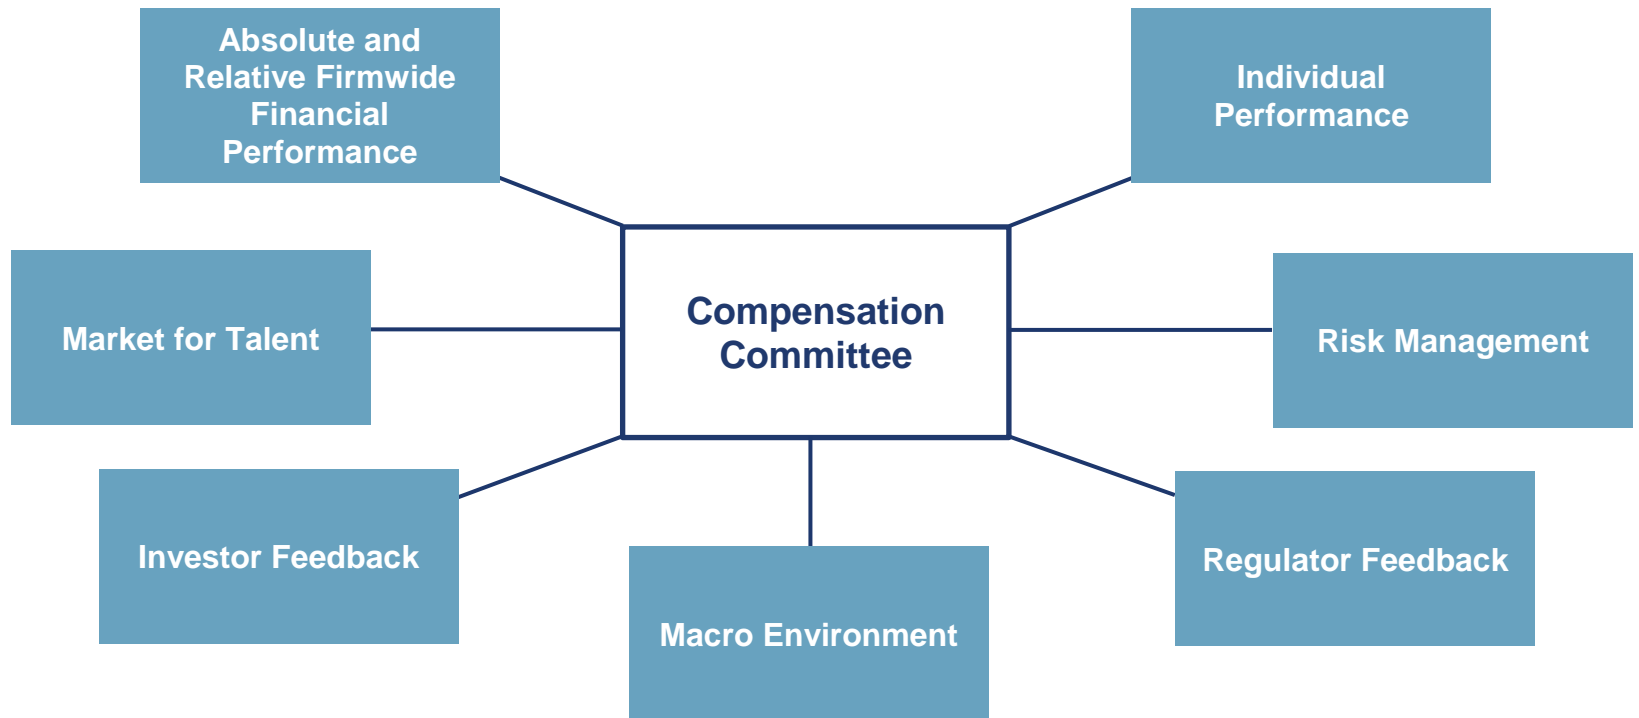 Absolute and
Relative Firmwide
Financial
Performance
Individual
Performance
Compensation
Committee
Market for Talent
Risk Management
Investor Feedback
Regulator Feedback
Macro Environment